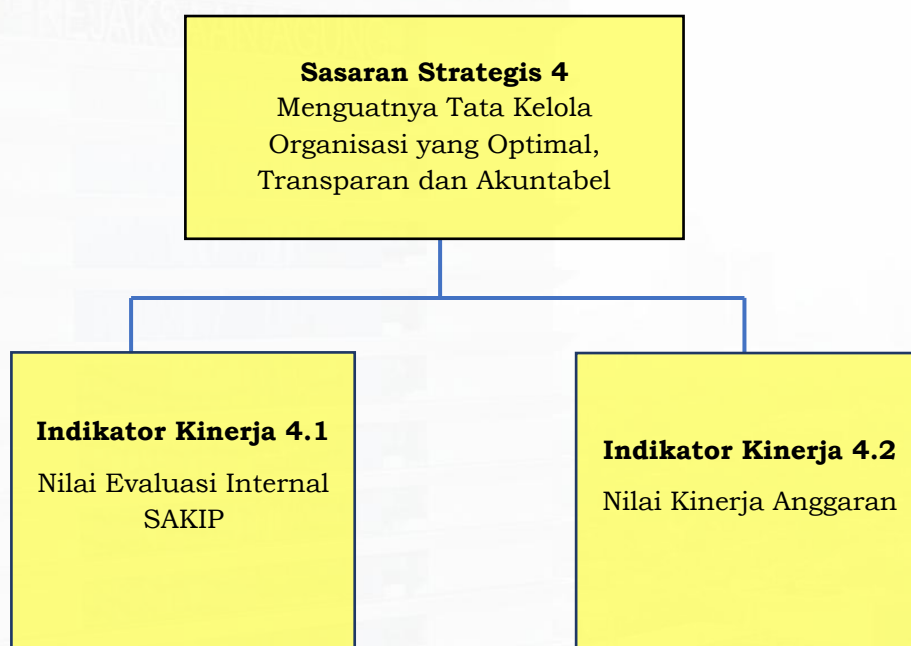 Sasaran Strategis 4
Menguatnya Tata Kelola
Organisasi yang Optimal,
Transparan dan Akuntabel
Indikator Kinerja 4.1
Nilai Evaluasi Internal
SAKIP
Indikator Kinerja 4.2
Nilai Kinerja Anggaran